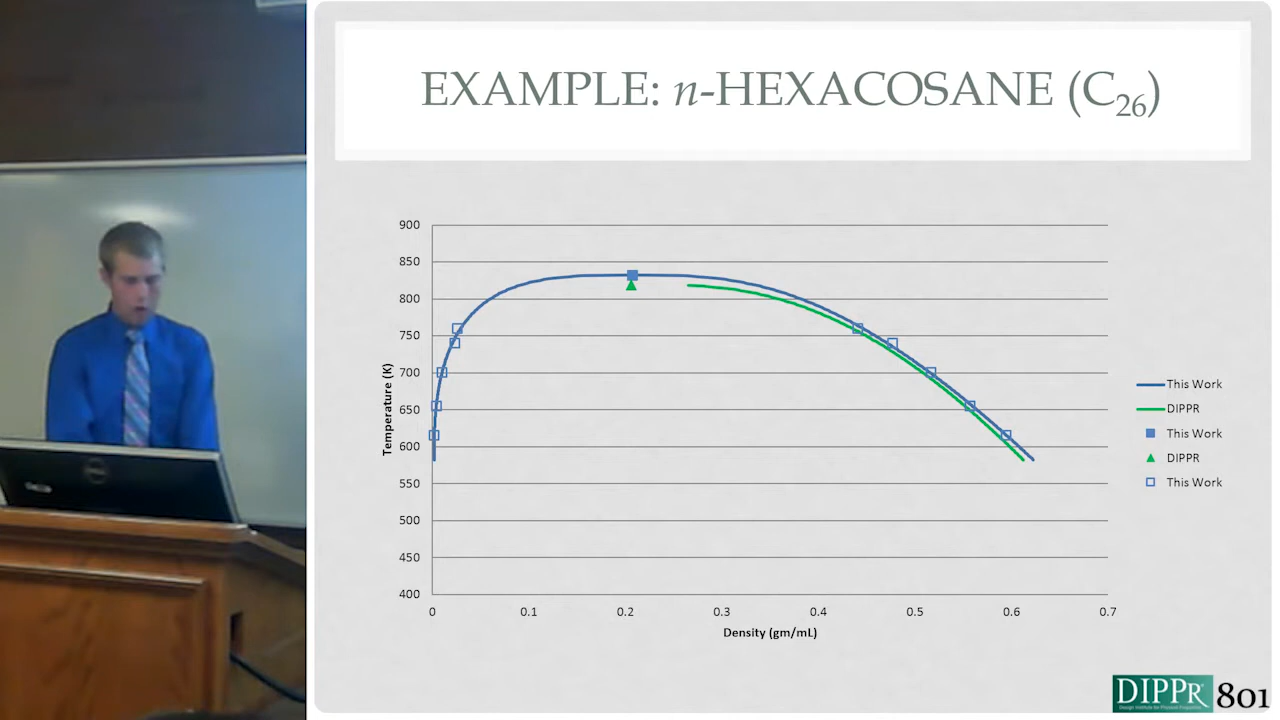 EXAMPLE: n-HEXACOSANE (C26)
900
850
800
750
700
650
600
550
500
450
400
Temperature (K)
0 0.1 0.2 0.3 0.4 0.5 0.6 0.7
Density (gm/mL)
This Work
DIPPR
This Work
DIPPR
This Work
DIPPR 801